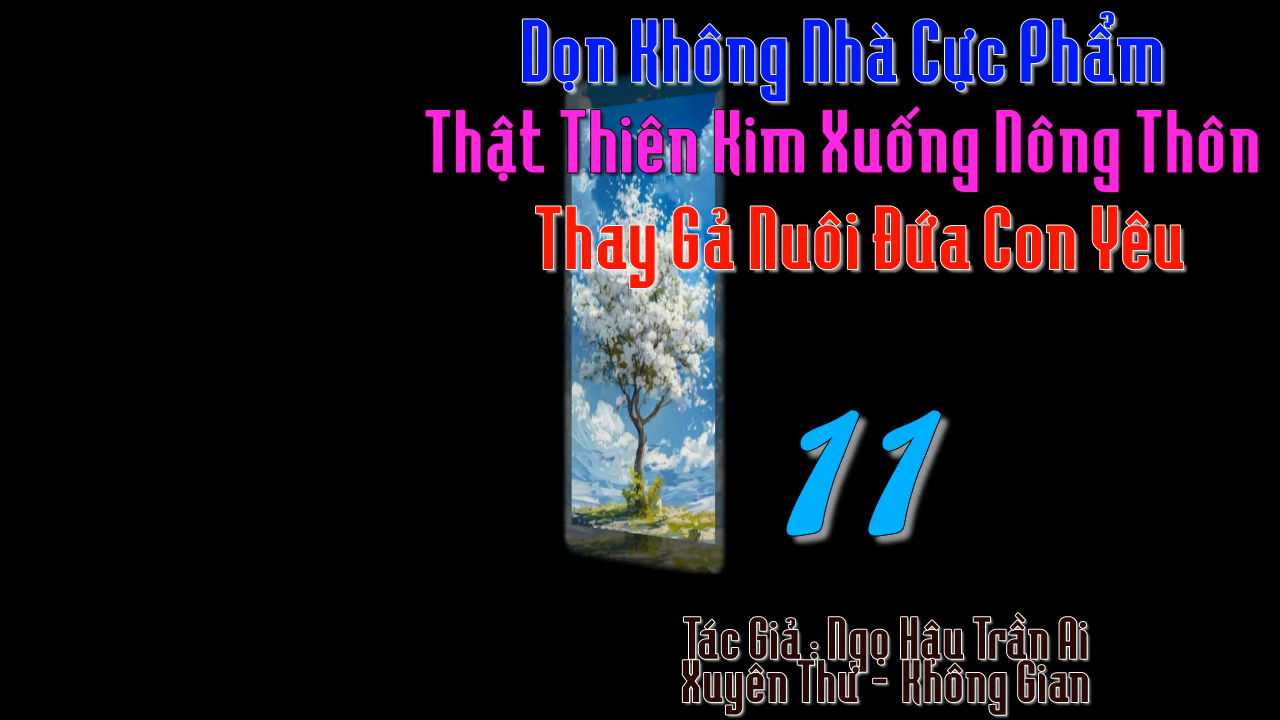 Dọn Không Nhà Cực Phẩm
Thật Thiên Kim Xuống Nông Thôn
Thay Gả Nuôi Đứa Con Yêu
11
Tác Giả : Ngọ Hậu Trần Ai
Xuyên Thư - Không Gian